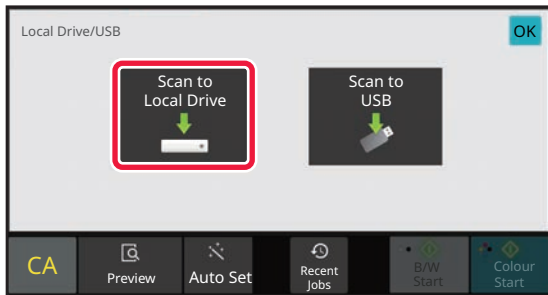 Local Drive/USB
OK
Scan to
Local Drive
Scan to
USB
CA
Preview
Auto Set
Recent
Jobs
B/W
Start
Colour
Start